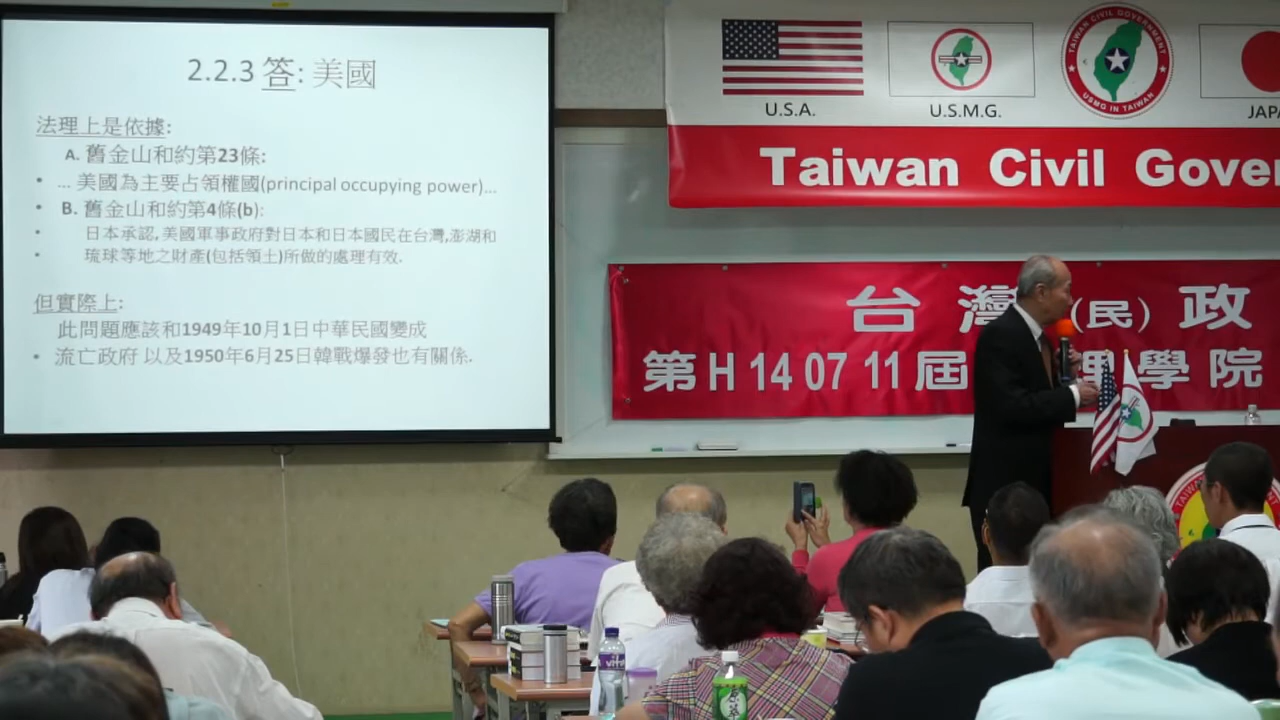 2.2.3 答: 美國
法理上是依據:
A. 舊金山和約第23條:
• ... 美國為主要占領權國(principal occupying power)...
• B. 舊金山和約第4條(b):
• 日本承認, 美國軍事政府對日本和日本國民在台灣,澎湖和
• 琉球等地之財產(包括領土)所做的處理有效.
但實際上:
此問題應該和1949年10月1日中華民國變成
• 流亡政府 以及1950年6月25日韓戰爆發也有關係.
U.S.A.
U.S.M.G.
TAIWAN CIVIL GOVERNMENT
USMG IN TAIWAN
JAPA
Taiwan Civil Gover
台灣(民)政
第H 14 07 11屆 理學院